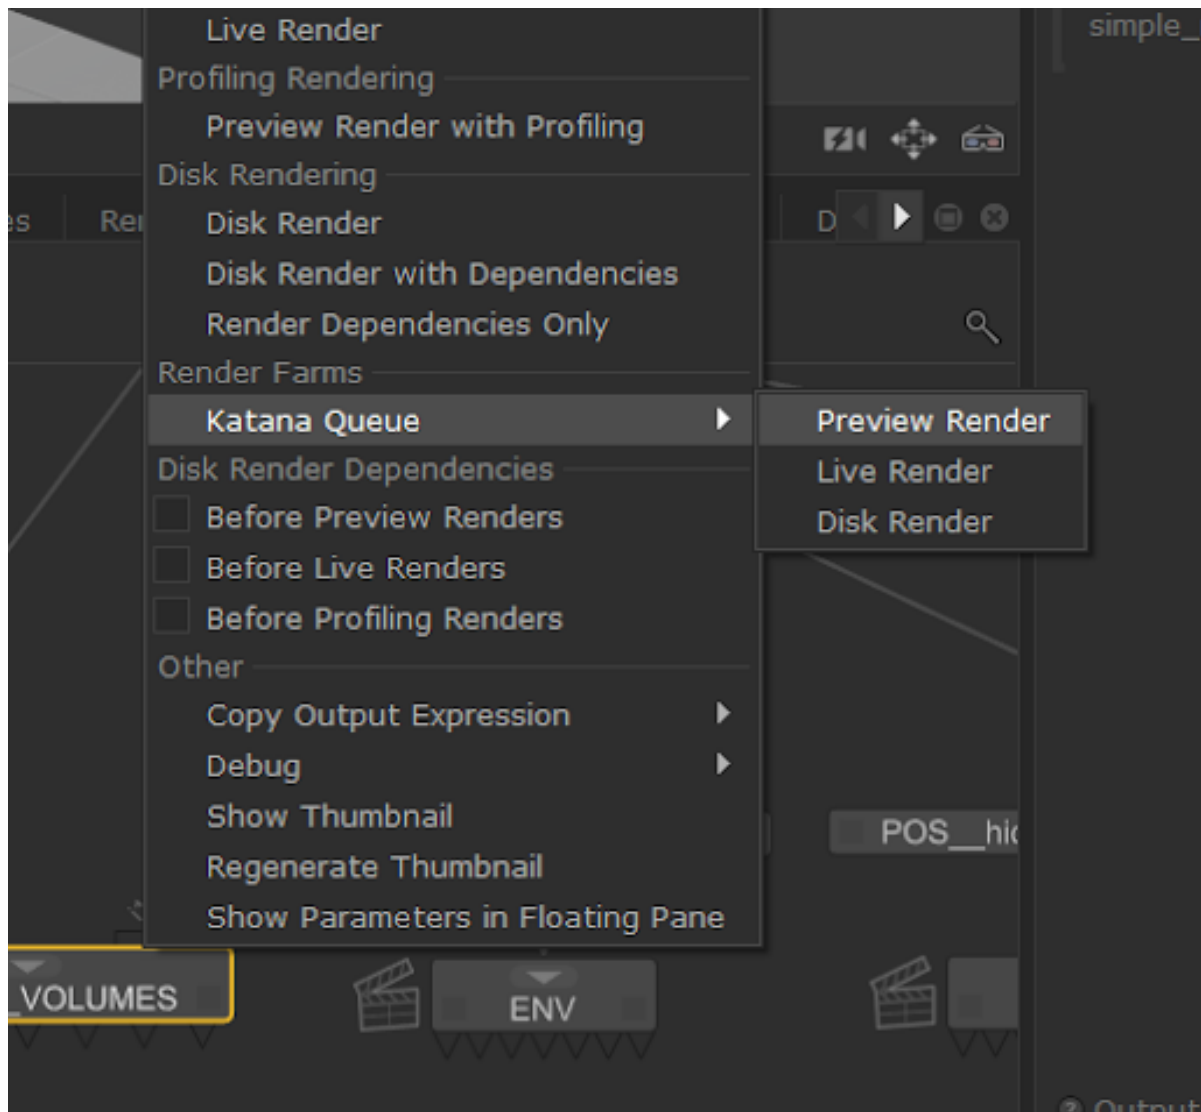 Live Render
simple_
Profiling Rendering
Preview Render with Profiling
Disk Rendering
Disk Render
D
Disk Render with Dependencies
Render Dependencies Only
Render Farms
Katana Queue
Preview Render
Live Render
Disk Render
Disk Render Dependencies
Before Preview Renders
Before Live Renders
Before Profiling Renders
Other
Copy Output Expression
Debug
Show Thumbnail
Regenerate Thumbnail
Show Parameters in Floating Pane
POS__hid
_VOLUMES
ENV
Output